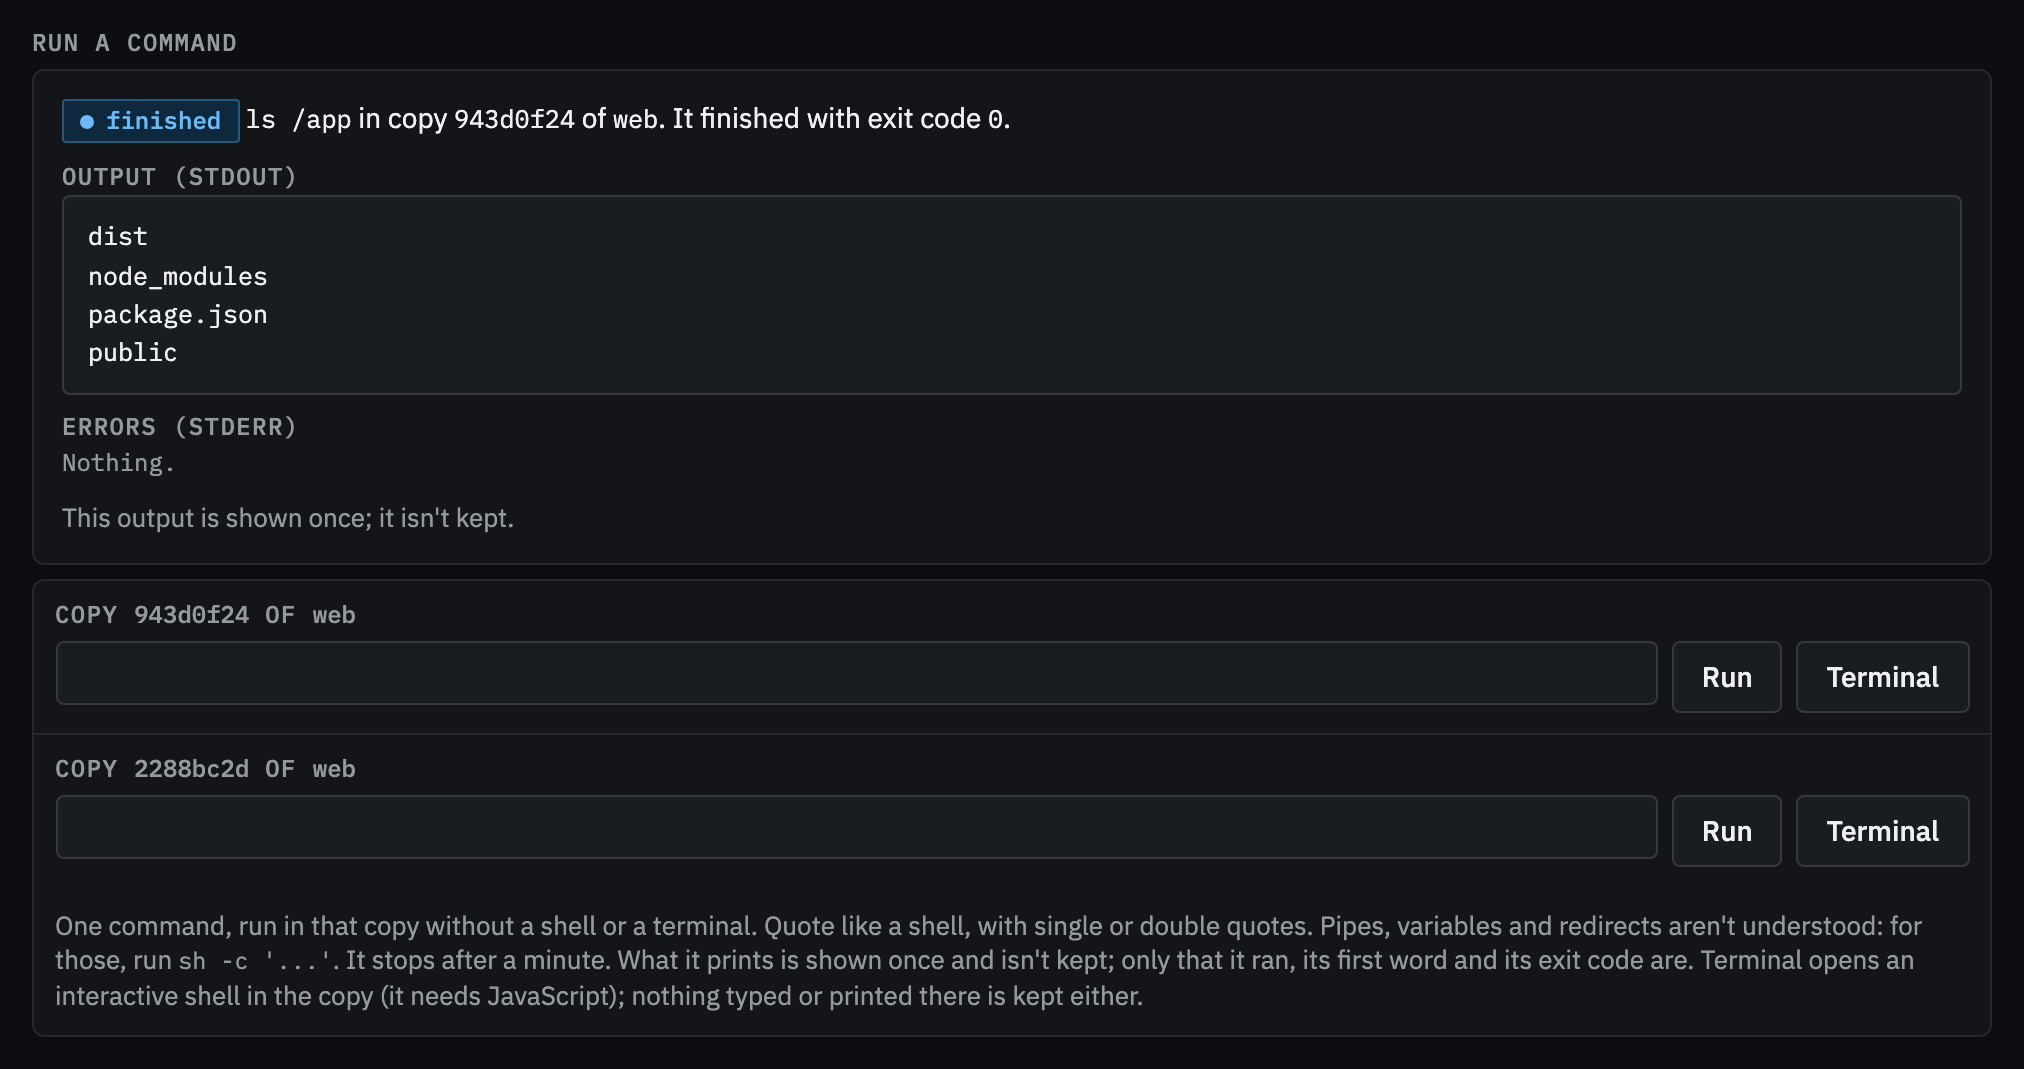 RUN A COMMAND
finished ls /app in copy 943d0f24 of web. It finished with exit code 0.
OUTPUT (STDOUT)
dist
node_modules
package.json
public
ERRORS (STDERR)
Nothing.
This output is shown once; it isn't kept.
COPY 943d0f24 OF web
Run Terminal
COPY 2288bc2d OF web
Run Terminal
One command, run in that copy without a shell or a terminal. Quote like a shell, with single or double quotes. Pipes, variables and redirects aren't understood: for
those, run sh -c '...'. It stops after a minute. What it prints is shown once and isn't kept; only that it ran, its first word and its exit code are. Terminal opens an
interactive shell in the copy (it needs JavaScript); nothing typed or printed there is kept either.